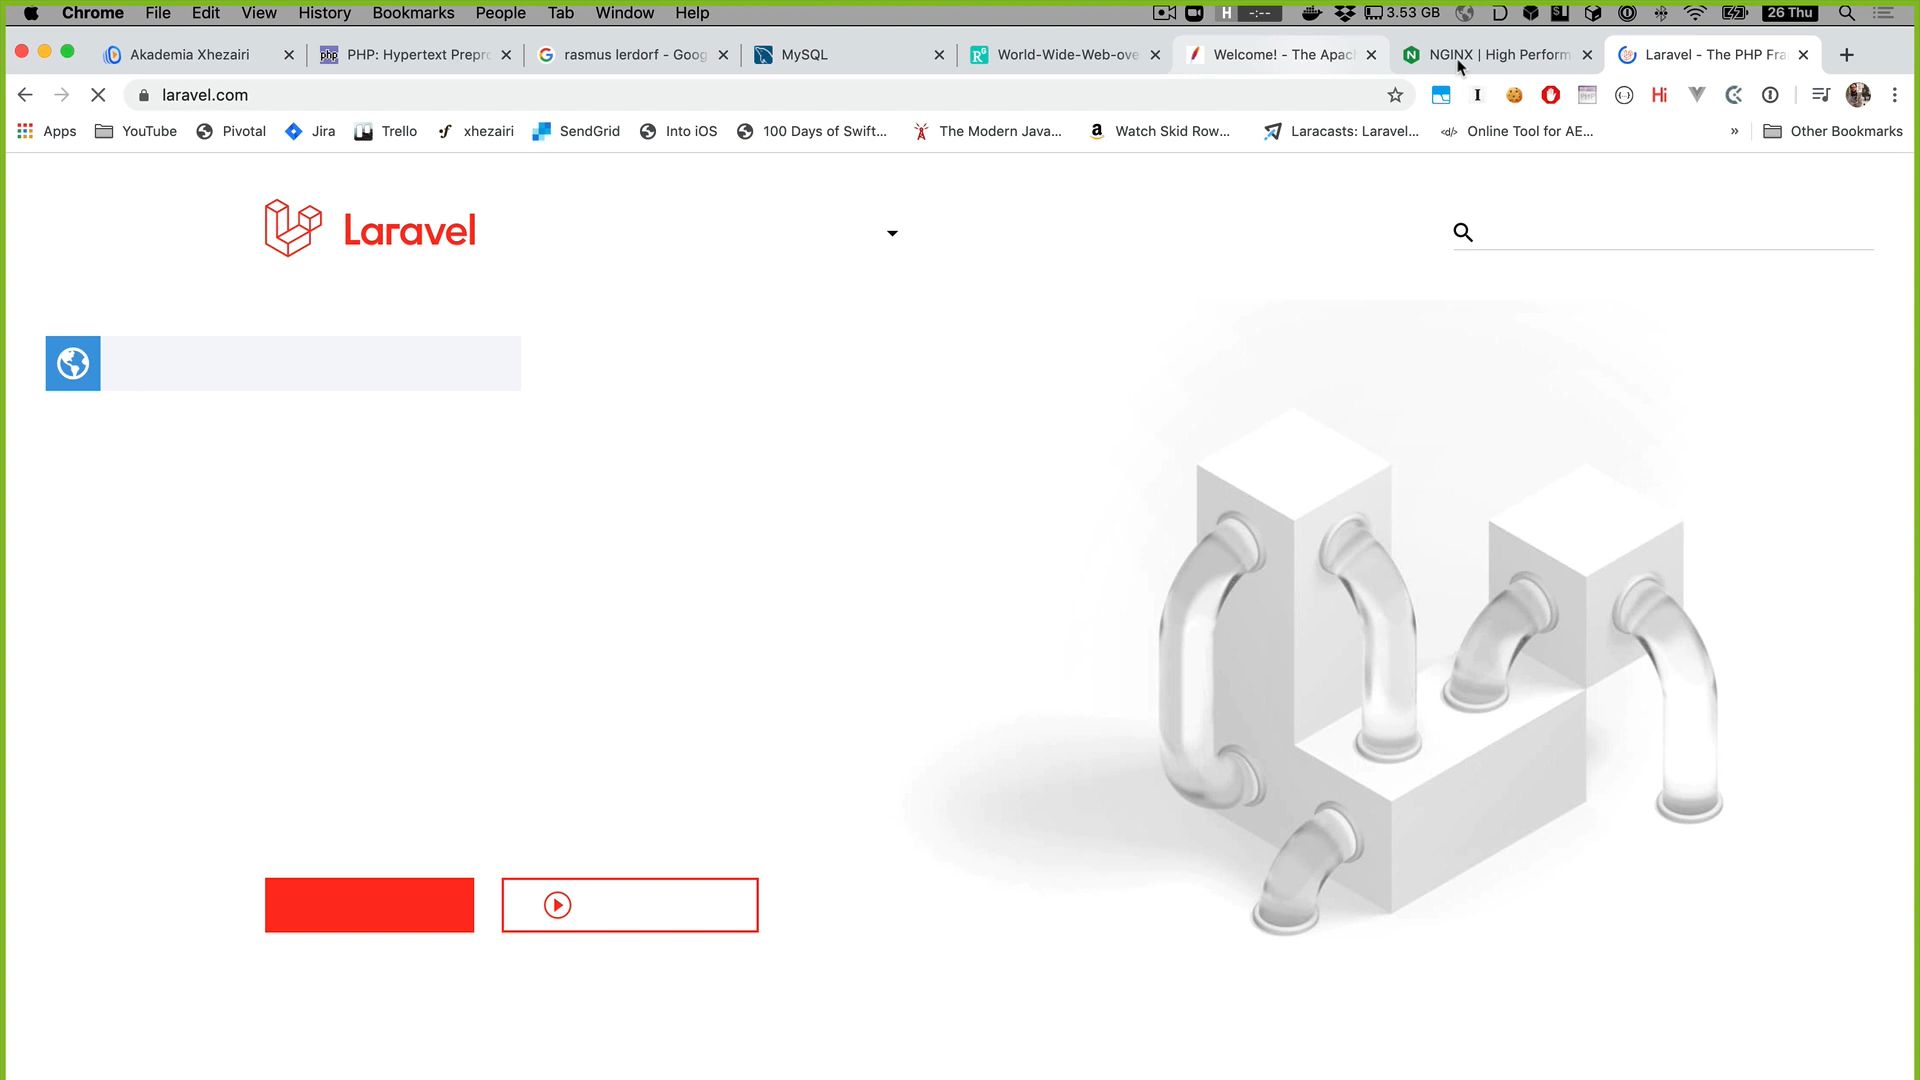 Chrome File Edit View History Bookmarks People Tab Window Help H -:-- 3.53 GB 26 Thu
Akademia Xhezairi php PHP: Hypertext Prepro rasmus lerdorf - Goog MySQL World-Wide-Web-ove Welcome! - The Apac NGINX | High Perform Laravel - The PHP Fra
laravel.com Hi
Apps YouTube Pivotal Jira Trello xhezairi SendGrid Into iOS 100 Days of Swift... The Modern Java... Watch Skid Row... Laracasts: Laravel... Online Tool for AE... » Other Bookmarks
Laravel